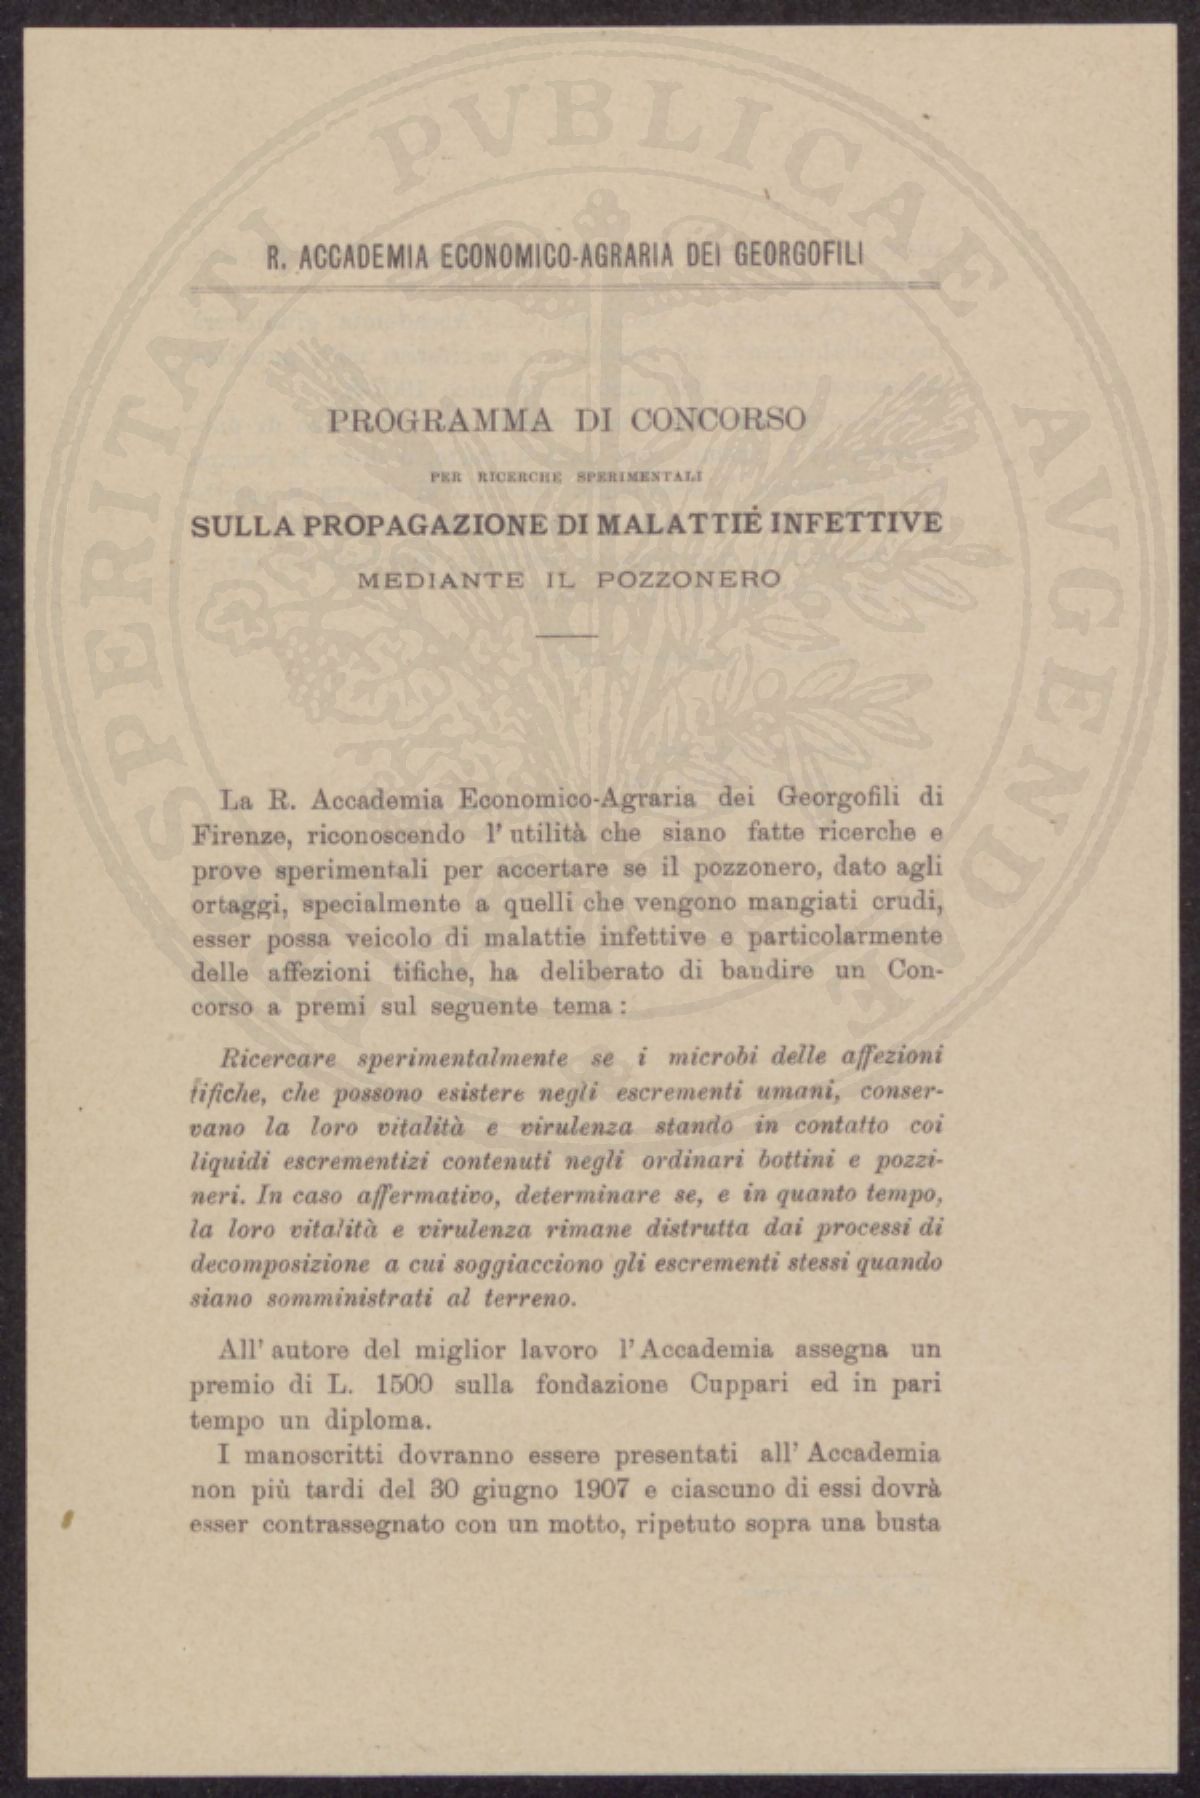 R. ACCADEMIA ECONOMICO-AGRARIA DEI GEORGOFILI
PROGRAMMA DI CONCORSO
PER RICERCHE SPERIMENTALI
SULLA PROPAGAZIONE DI MALATTIE INFETTIVE
MEDIANTE IL POZZONERO
La R. Accademia Economico-Agraria dei Georgofili di
Firenze, riconoscendo l' utilità che siano fatte ricerche e
prove sperimentali per accertare se il pozzonero, dato agli
ortaggi, specialmente a quelli che vengono mangiati crudi,
esser possa veicolo di malattie infettive e particolarmente
delle affezioni tifiche, ha deliberato di bandire un Con-
corso a premi sul seguente tema :
Ricercare sperimentalmente se i microbi delle affezioni
tifiche, che possono esistere negli escrementi umani, conser-
vano la loro vitalità e virulenza stando in contatto coi
liquidi escrementizi contenuti negli ordinari bottini e pozzi-
neri. In caso affermativo, determinare se, e in quanto tempo,
la loro vitalità e virulenza rimane distrutta dai processi di
decomposizione a cui soggiacciono gli escrementi stessi quando
siano somministrati al terreno.
All' autore del miglior lavoro l' Accademia assegna un
premio di L. 1500 sulla fondazione Cuppari ed in pari
tempo un diploma.
I manoscritti dovranno essere presentati all' Accademia
non più tardi del 30 giugno 1907 e ciascuno di essi dovrà
esser contrassegnato con un motto, ripetuto sopra una busta
PROSPERITATI PVBLICAE AVGENDAE